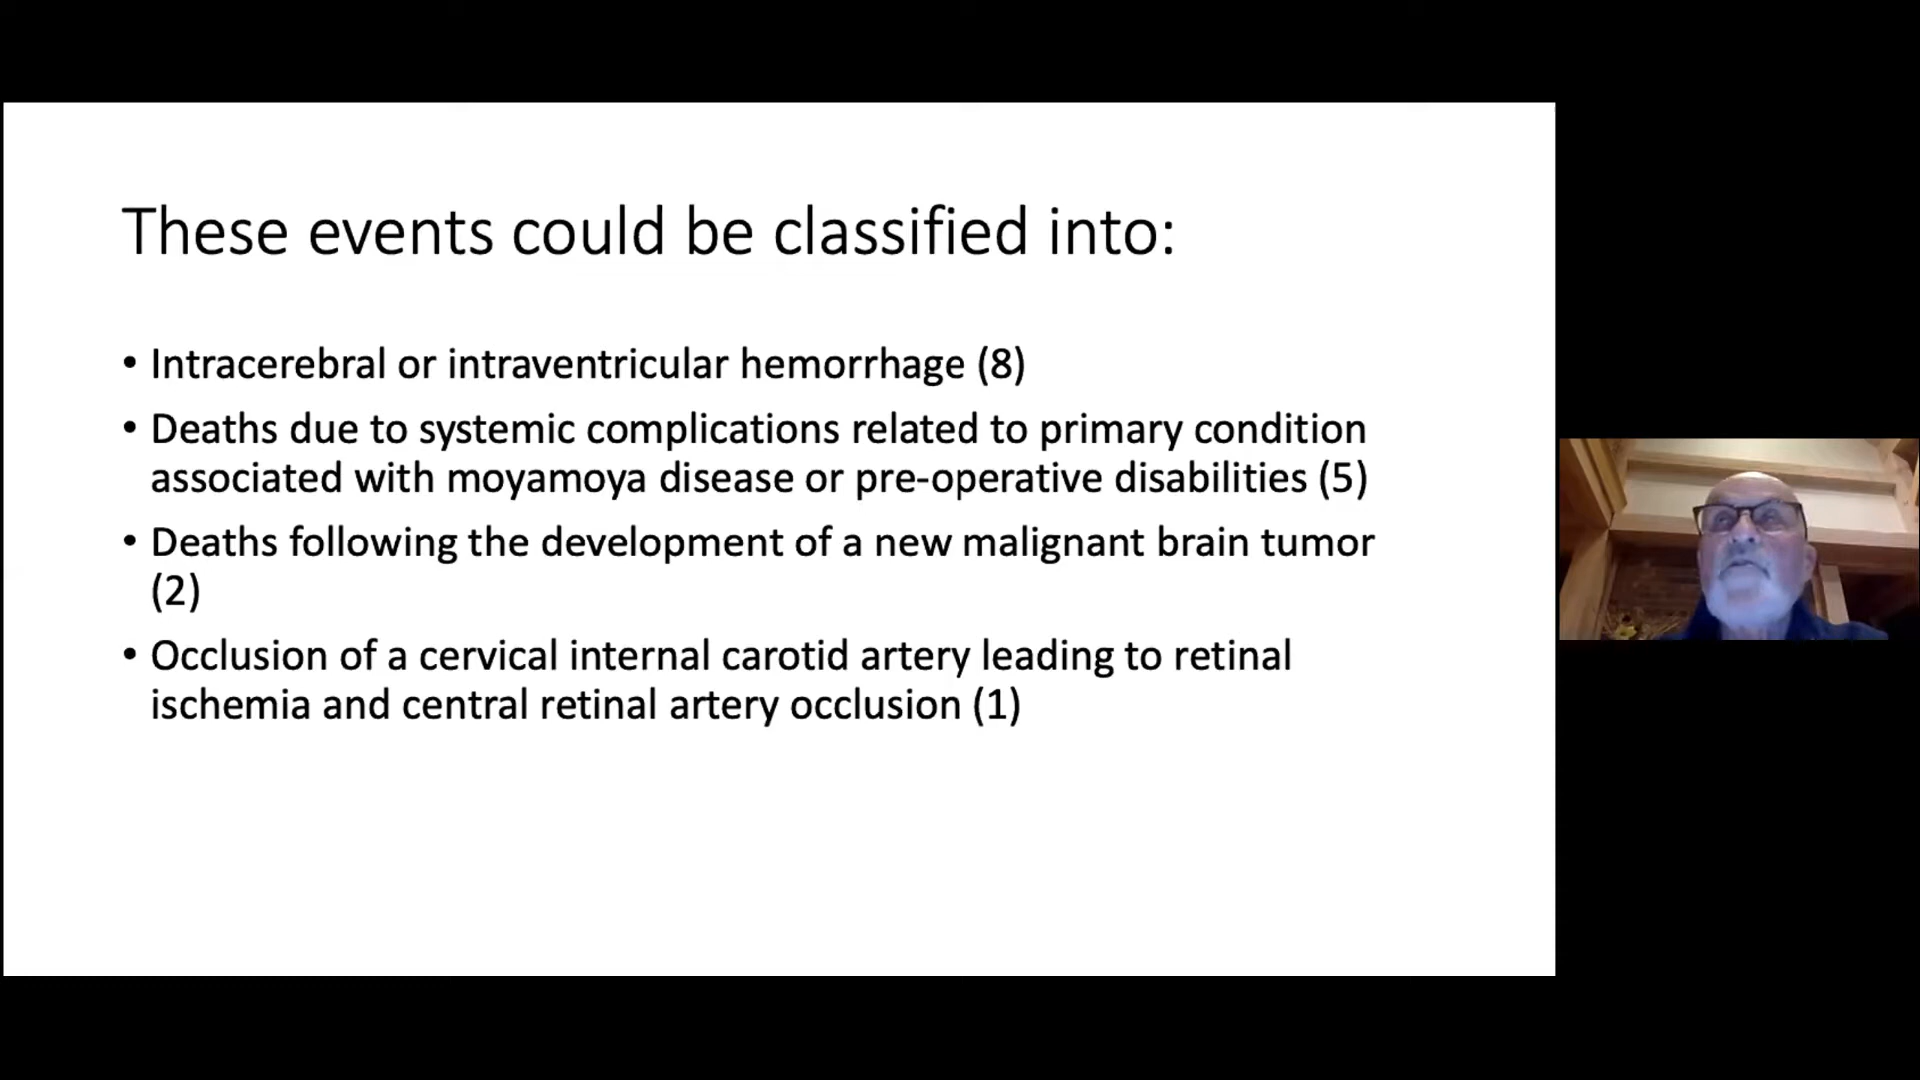 These events could be classified into:
• Intracerebral or intraventricular hemorrhage (8)
• Deaths due to systemic complications related to primary condition
associated with moyamoya disease or pre-operative disabilities (5)
• Deaths following the development of a new malignant brain tumor
(2)
• Occlusion of a cervical internal carotid artery leading to retinal
ischemia and central retinal artery occlusion (1)